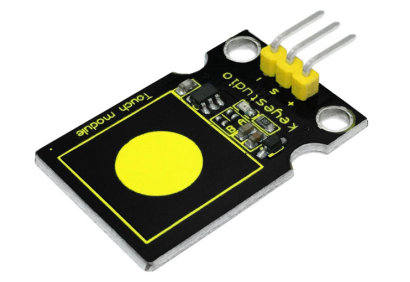 Touch module
keyestudio
- S +